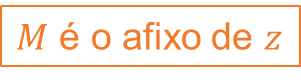 M é o afixo de z